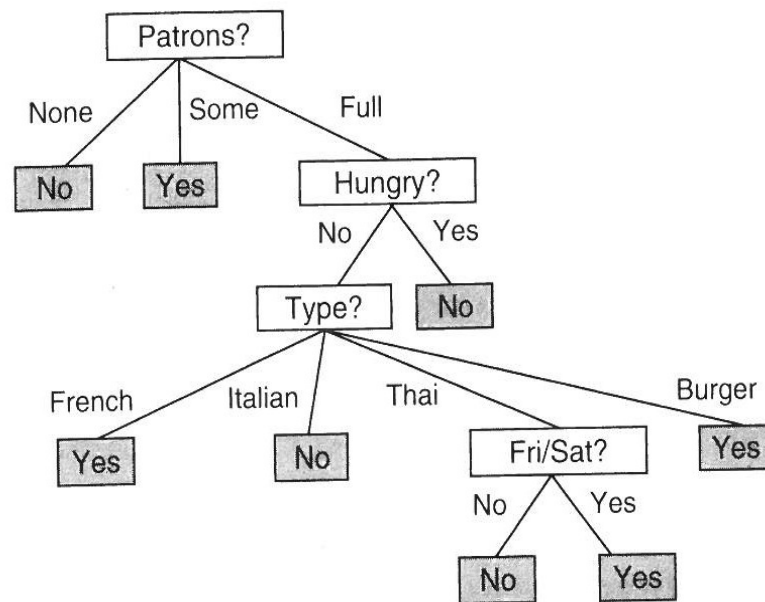 Patrons?
None Some Full
No Yes Hungry?
No Yes
Type? No
French Italian Thai Burger
Yes No Fri/Sat? Yes
No Yes
No Yes